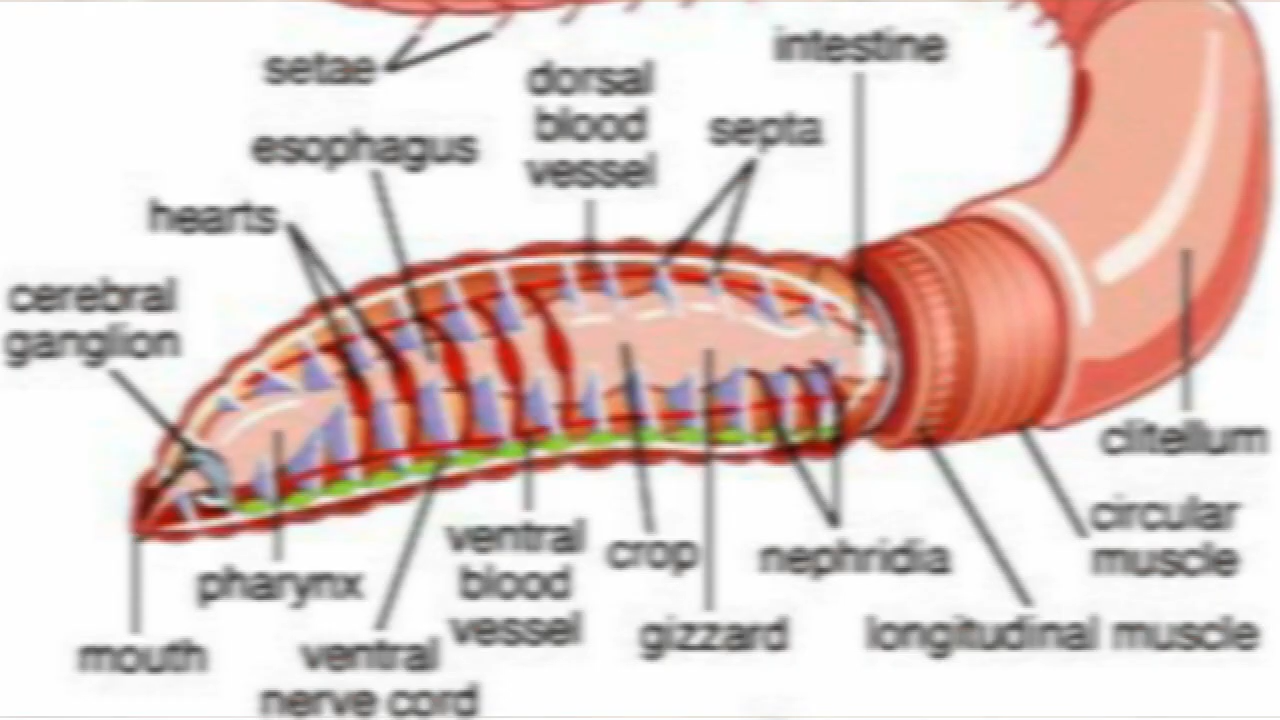 setae
intestine
dorsal
blood
vessel
septa
esophagus
hearts
cerebral
ganglion
clitellum
circular
muscle
ventral
blood
vessel
crop
nephridia
pharynx
gizzard
longitudinal muscle
mouth
ventral
nerve cord